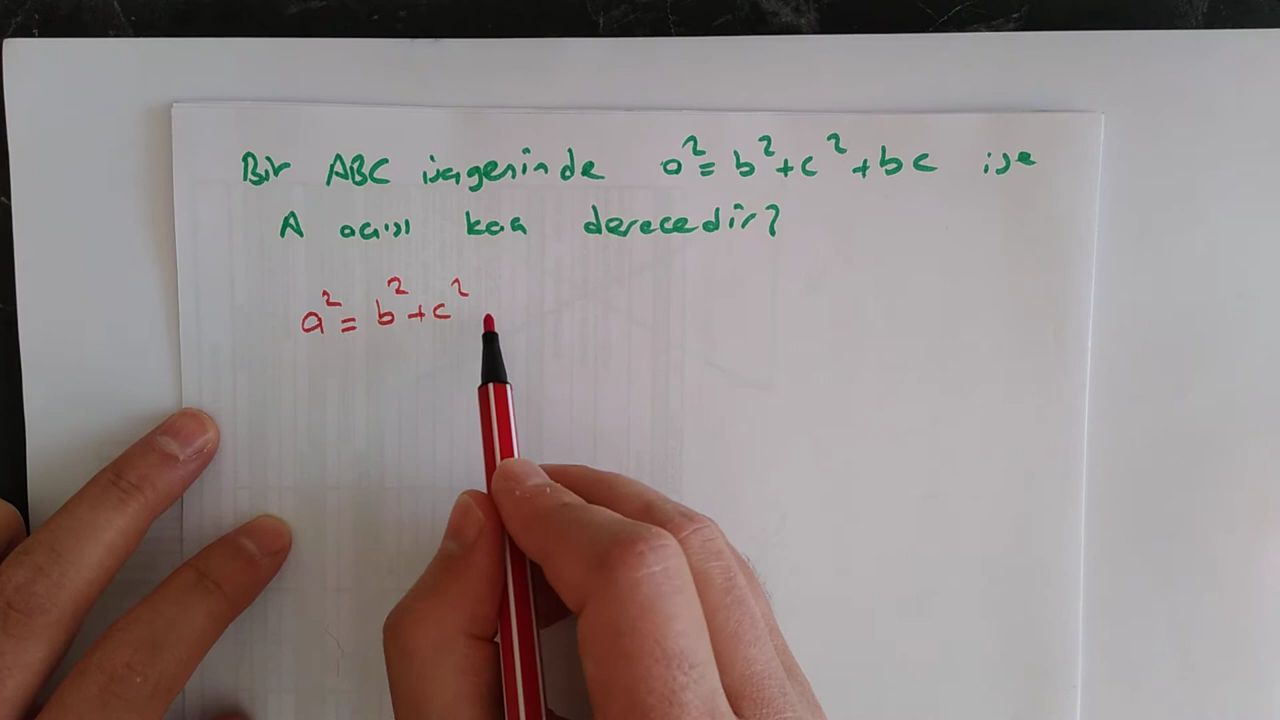 Bir ABC üçgeninde a² = b² + c² + bc ise
A açısı kaç derecedir?
a² = b² + c²